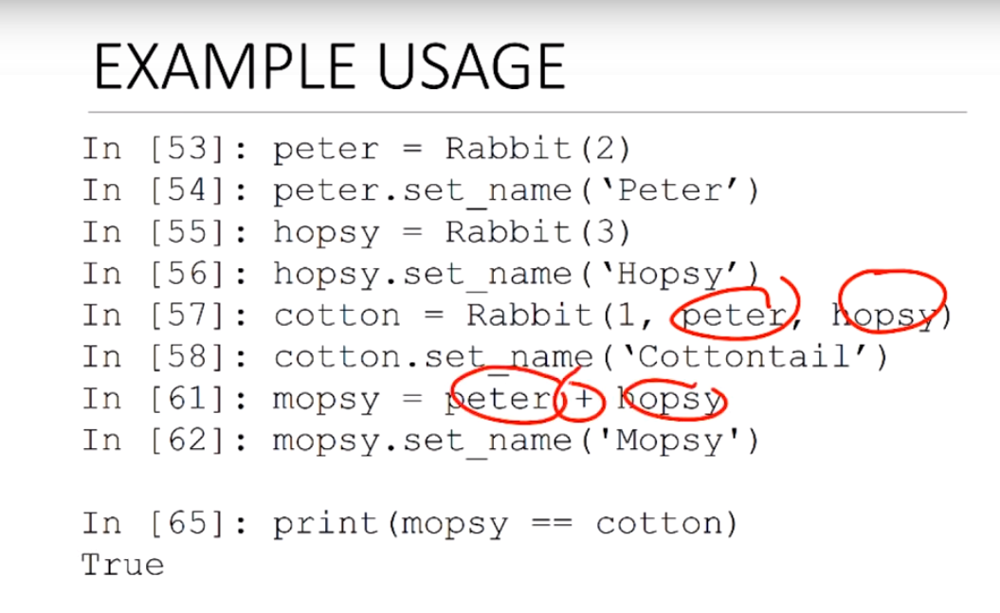 EXAMPLE USAGE
In [53]: peter = Rabbit(2)
In [54]: peter.set_name(‘Peter’)
In [55]: hopsy = Rabbit(3)
In [56]: hopsy.set_name(‘Hopsy’)
In [57]: cotton = Rabbit(1, peter, hopsy)
In [58]: cotton.set_name(‘Cottontail’)
In [61]: mopsy = peter + hopsy
In [62]: mopsy.set_name('Mopsy')
In [65]: print(mopsy == cotton)
True